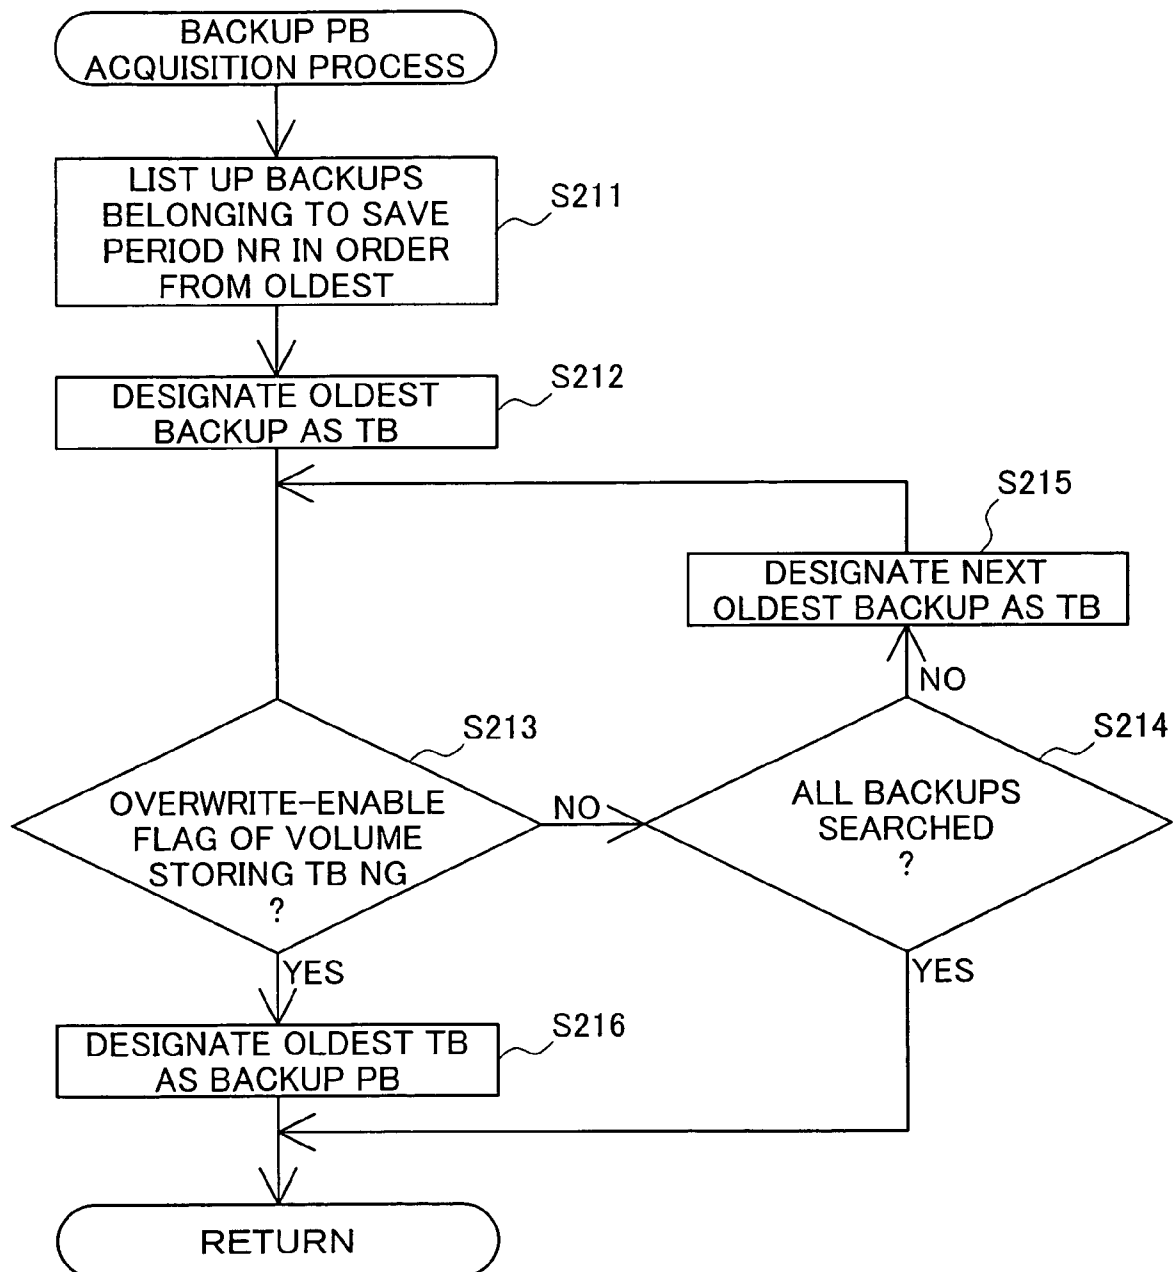 BACKUP PB
ACQUISITION PROCESS
LIST UP BACKUPS
BELONGING TO SAVE
PERIOD NR IN ORDER
FROM OLDEST
S211
DESIGNATE OLDEST
BACKUP AS TB
S212
S215
DESIGNATE NEXT
OLDEST BACKUP AS TB
NO
S213
OVERWRITE-ENABLE
FLAG OF VOLUME
STORING TB NG
?
NO
S214
ALL BACKUPS
SEARCHED
?
YES
YES
DESIGNATE OLDEST TB
AS BACKUP PB
S216
RETURN